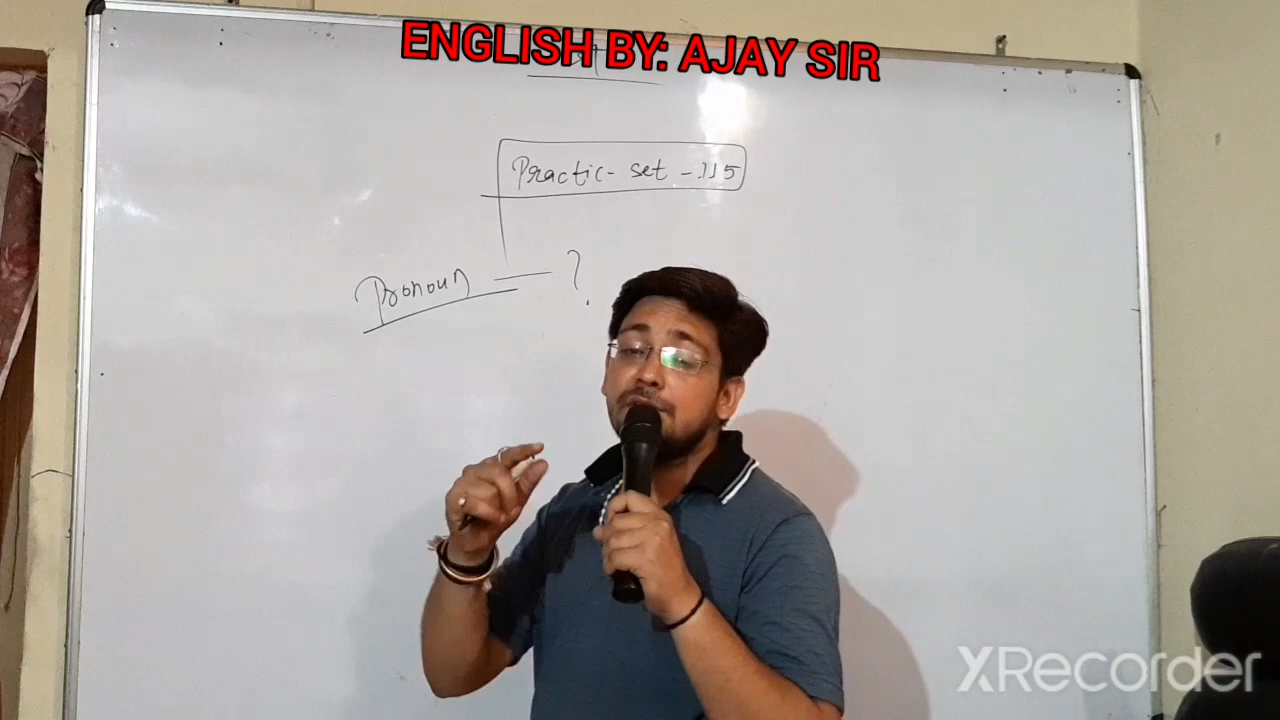 ENGLISH BY: AJAY SIR
Practic- set - 115
Pronoun — ?
XRecorder